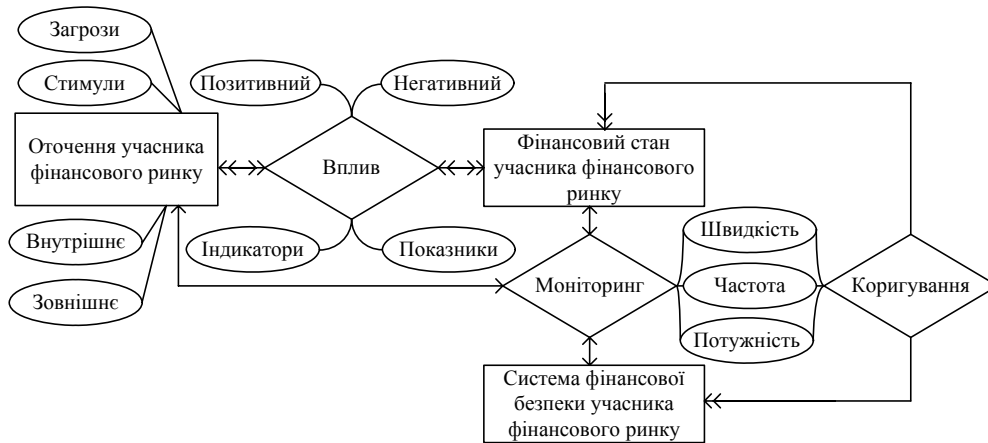 Загрози
Стимули
Позитивний
Негативний
Оточення учасника
фінансового ринку
Вплив
Фінансовий стан
учасника фінансового
ринку
Внутрішнє
Зовнішнє
Індикатори
Показники
Швидкість
Моніторинг
Частота
Коригування
Потужність
Система фінансової
безпеки учасника
фінансового ринку